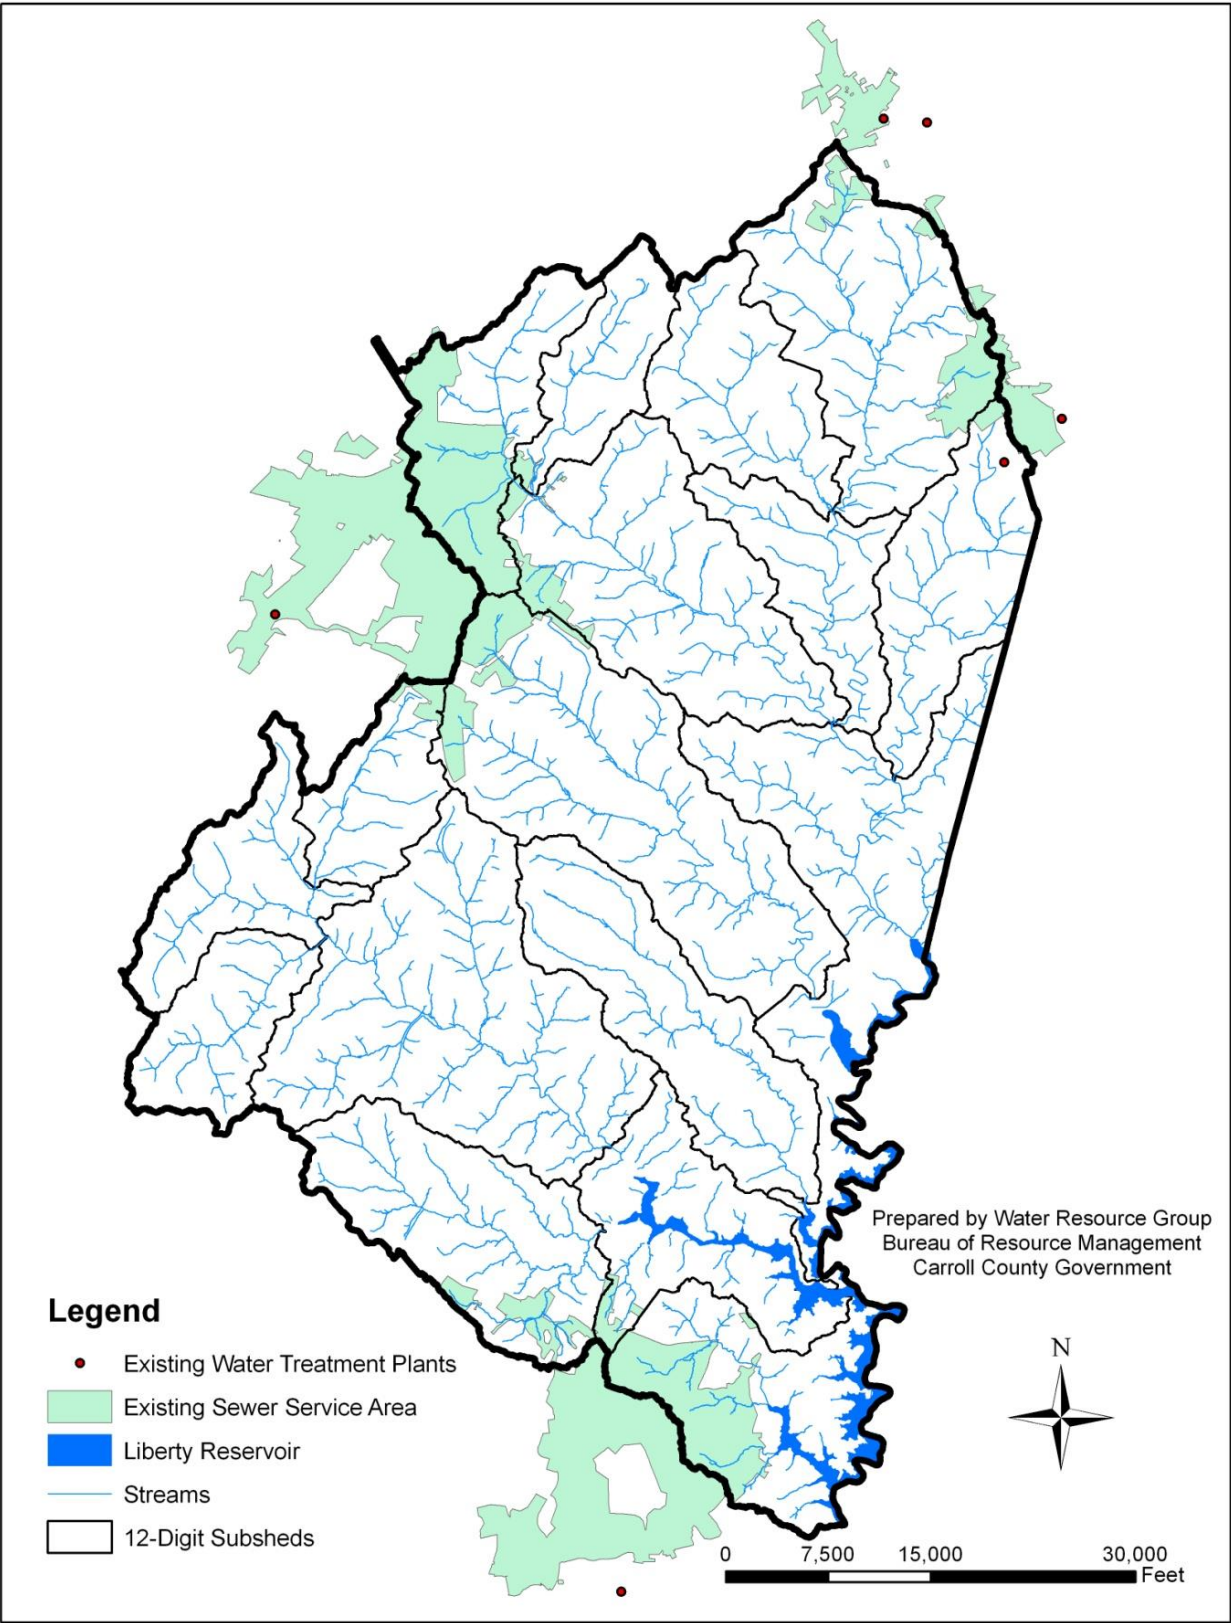 Prepared by Water Resource Group
Bureau of Resource Management
Carroll County Government
Legend
Existing Water Treatment Plants
Existing Sewer Service Area
Liberty Reservoir
Streams
12-Digit Subsheds
N
0 7,500 15,000 30,000
Feet